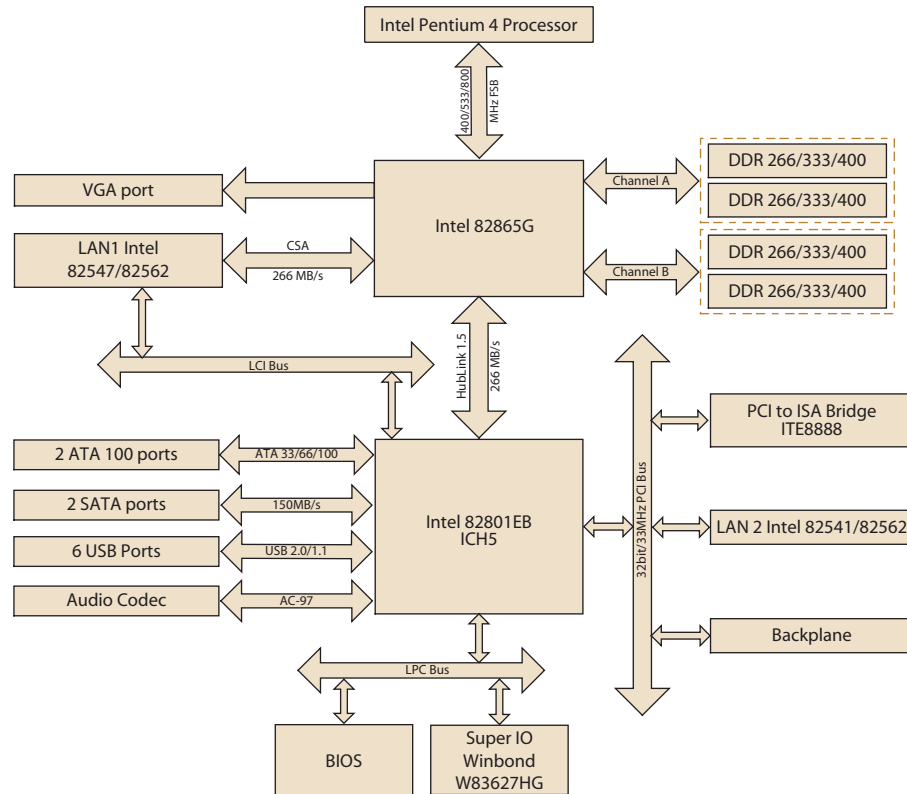 Intel Pentium 4 Processor
400/533/800
MHz FSB
VGA port
LAN1 Intel
82547/82562
CSA
266 MB/s
Intel 82865G
Channel A
Channel B
DDR 266/333/400
DDR 266/333/400
DDR 266/333/400
DDR 266/333/400
LCI Bus
HubLink 1.5
266 MB/s
2 ATA 100 ports
ATA 33/66/100
2 SATA ports
150MB/s
6 USB Ports
USB 2.0/1.1
Audio Codec
AC-97
Intel 82801EB
ICH5
32bit/33MHz PCI Bus
PCI to ISA Bridge
ITE8888
LAN 2 Intel 82541/82562
Backplane
LPC Bus
BIOS
Super IO
Winbond
W83627HG